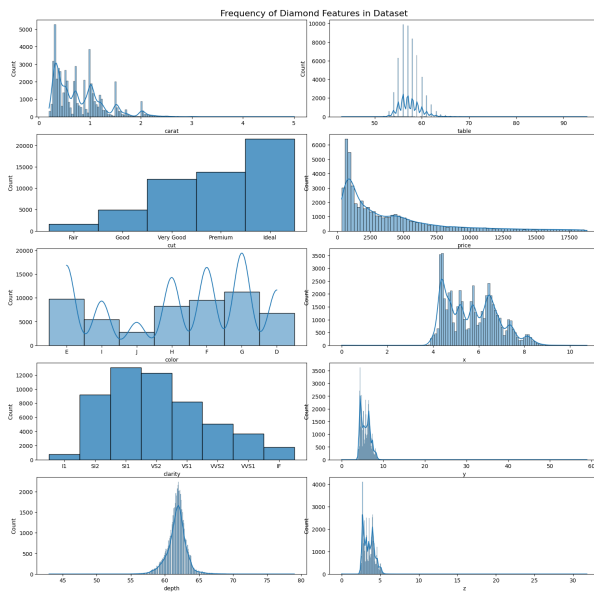 Frequency of Diamond Features in Dataset
Count
5000
4000
3000
2000
1000
0
0 1 2 3 4 5
carat
Count
10000
8000
6000
4000
2000
0
50 60 70 80 90
table
Count
20000
15000
10000
5000
0
Fair Good Very Good Premium Ideal
cut
Count
6000
5000
4000
3000
2000
1000
0
0 2500 5000 7500 10000 12500 15000 17500
price
Count
20000
15000
10000
5000
0
E I J H F G D
color
Count
3500
3000
2500
2000
1500
1000
500
0
0 2 4 6 8 10
x
Count
12000
10000
8000
6000
4000
2000
0
I1 SI2 SI1 VS2 VS1 VVS2 VVS1 IF
clarity
Count
3500
3000
2500
2000
1500
1000
500
0
0 10 20 30 40 50 60
y
Count
2000
1500
1000
500
0
45 50 55 60 65 70 75 80
depth
Count
4000
3000
2000
1000
0
0 5 10 15 20 25 30
z